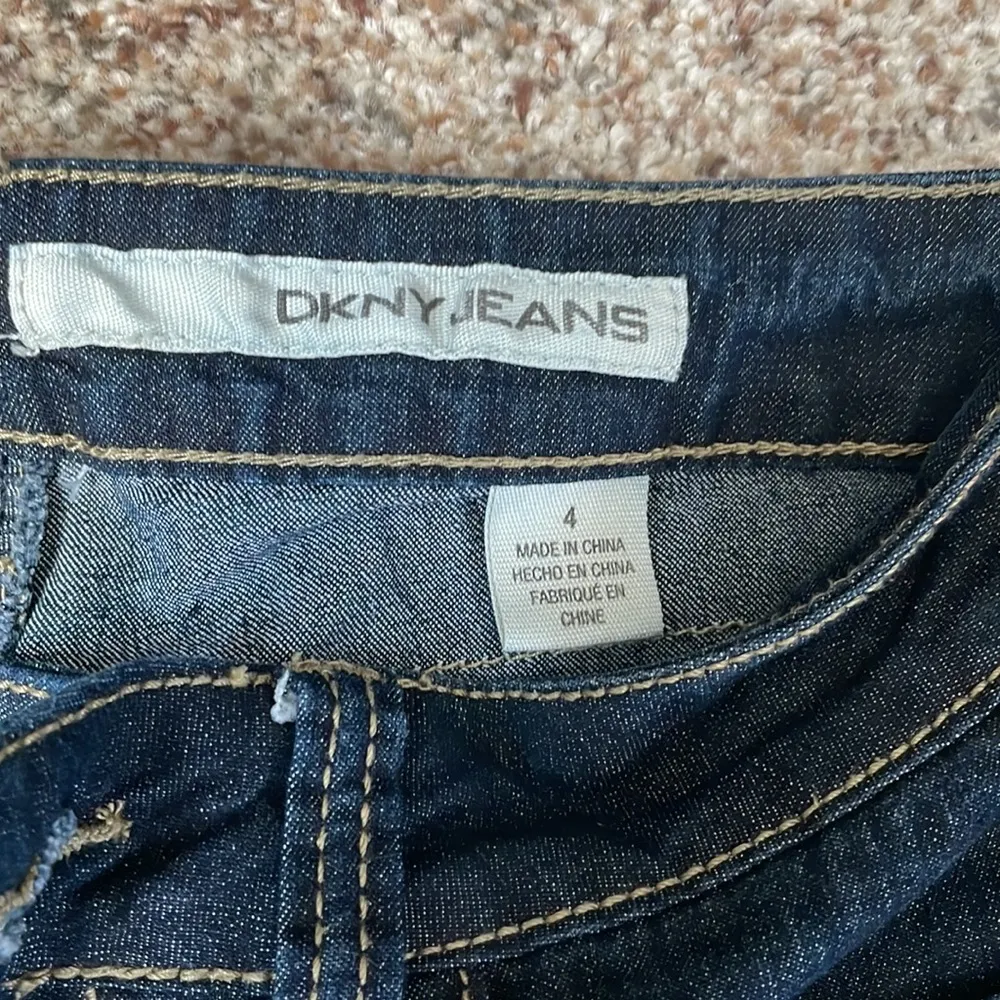 DKNY JEANS
4
MADE IN CHINA
HECHO EN CHINA
FABRIQUÉ EN
CHINE